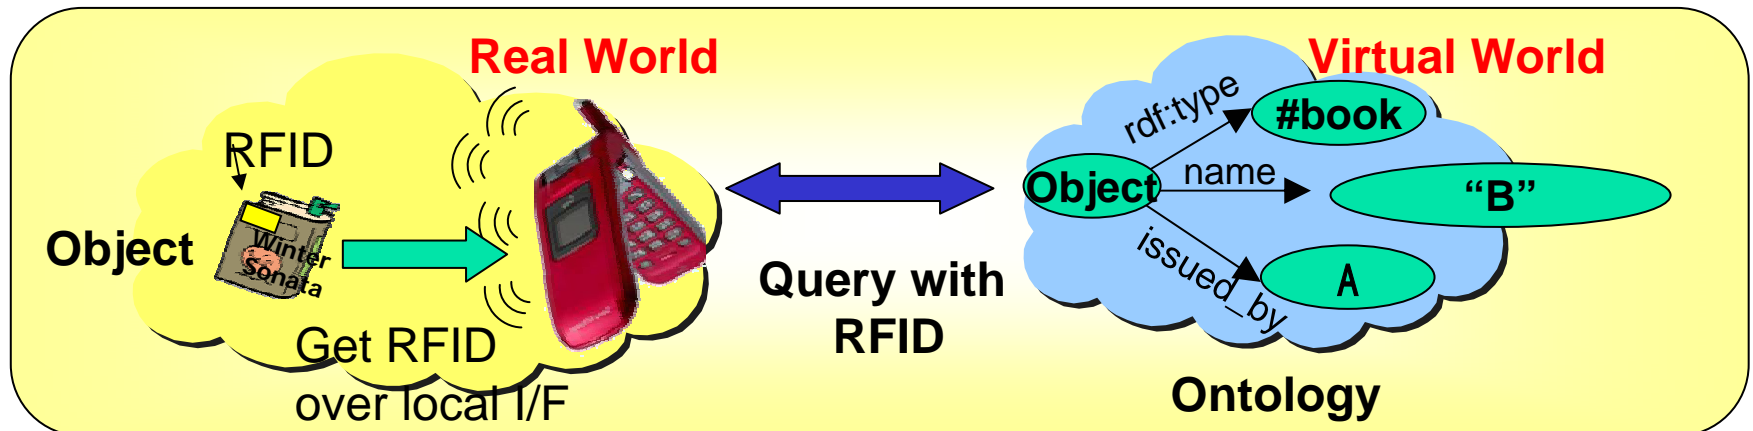 Real World
Virtual World
RFID
Object
Winter
Sonata
Get RFID
over local I/F
Query with
RFID
rdf:type
#book
Object
name
“B”
issued_by
A
Ontology